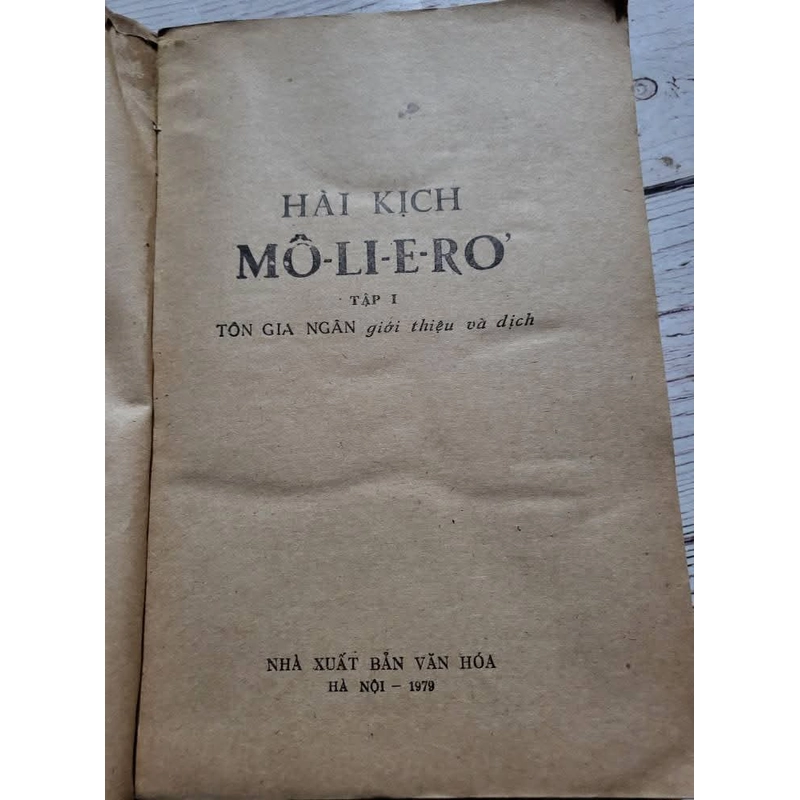 HÀI KỊCH
MÔ-LI-E-RƠ
TẬP I
TÔN GIA NGÂN giới thiệu và dịch
NHÀ XUẤT BẢN VĂN HÓA
HÀ NỘI - 1979